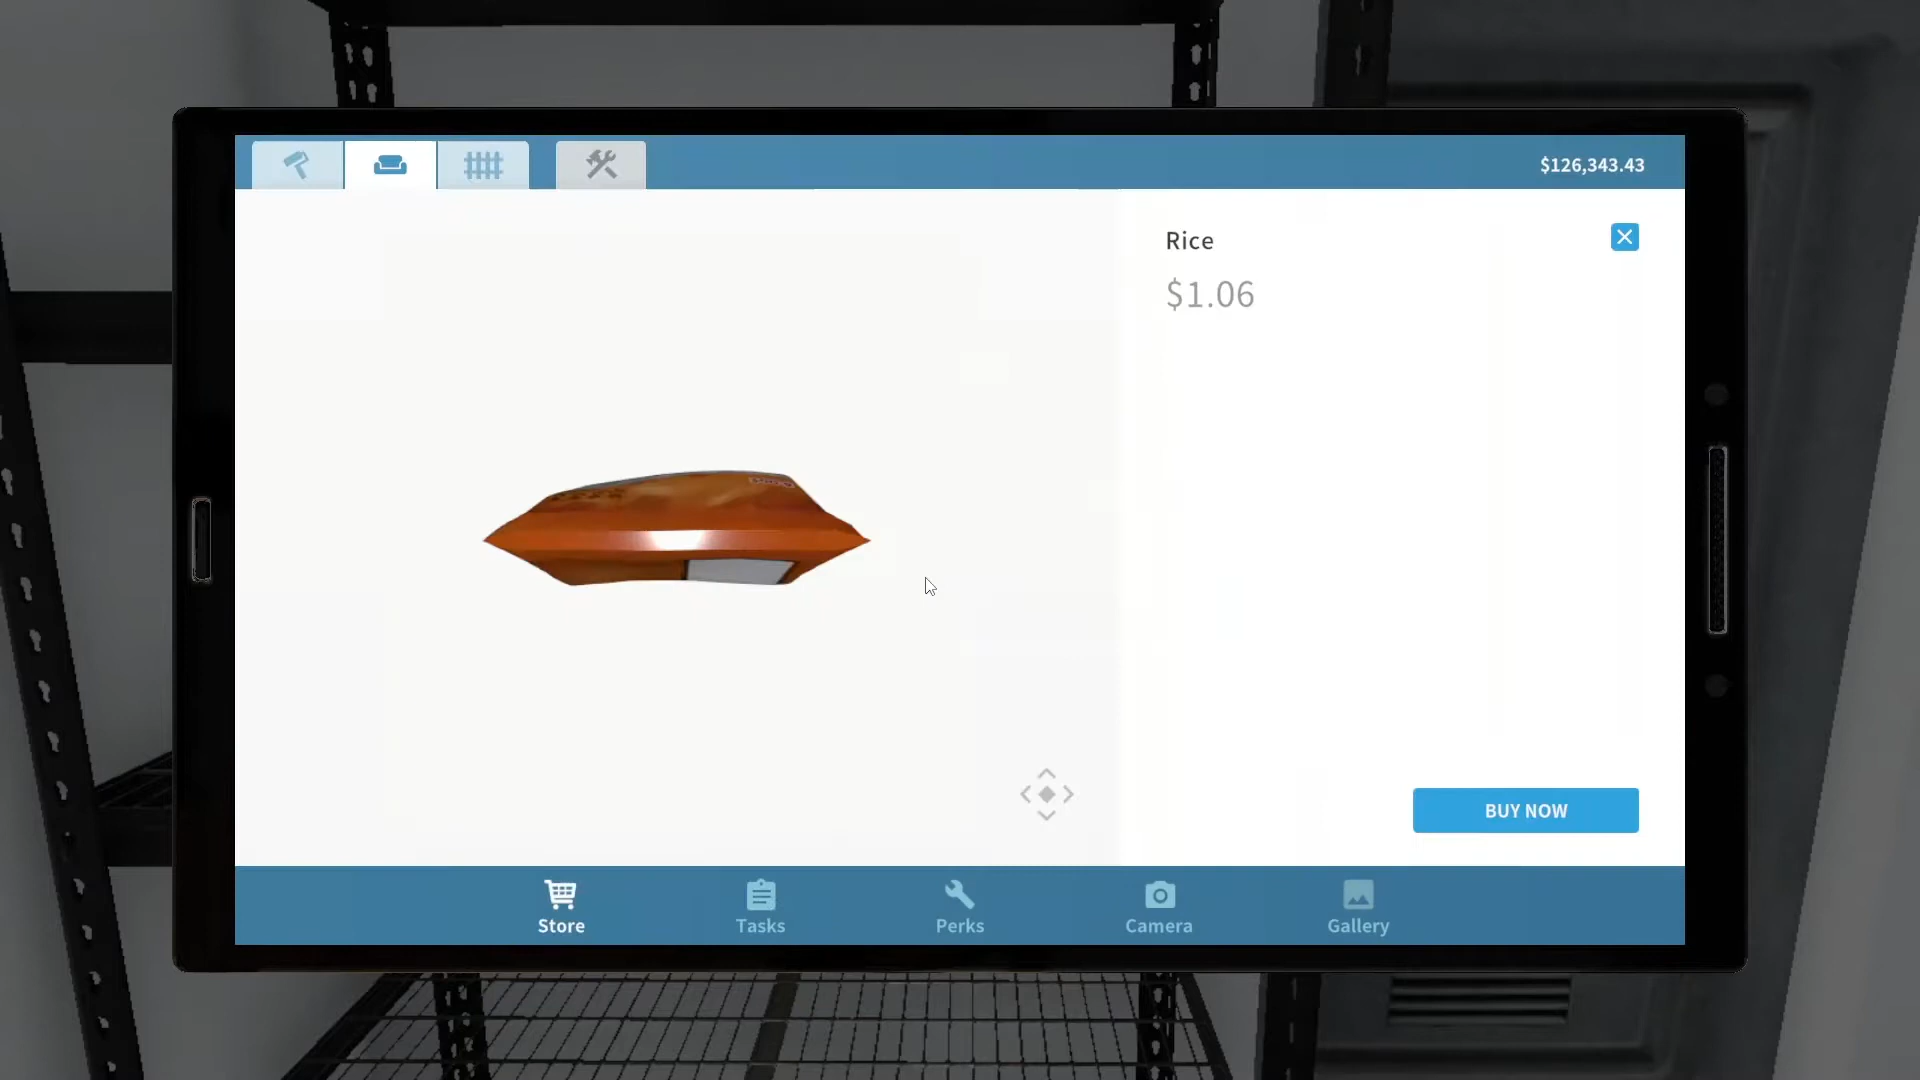 $126,343.43
Rice
$1.06
BUY NOW
Store
Tasks
Perks
Camera
Gallery